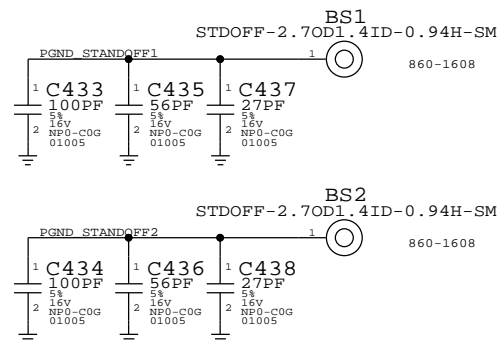 BS1
STDOFF-2.7OD1.4ID-0.94H-SM
PGND_STANDOFF1
1
860-1608
1 C433
100PF
5%
16V
2 NP0-C0G
01005
1 C435
56PF
5%
16V
2 NP0-C0G
01005
1 C437
27PF
5%
16V
2 NP0-C0G
01005
BS2
STDOFF-2.7OD1.4ID-0.94H-SM
PGND_STANDOFF2
1
860-1608
1 C434
100PF
5%
16V
2 NP0-C0G
01005
1 C436
56PF
5%
16V
2 NP0-C0G
01005
1 C438
27PF
5%
16V
2 NP0-C0G
01005